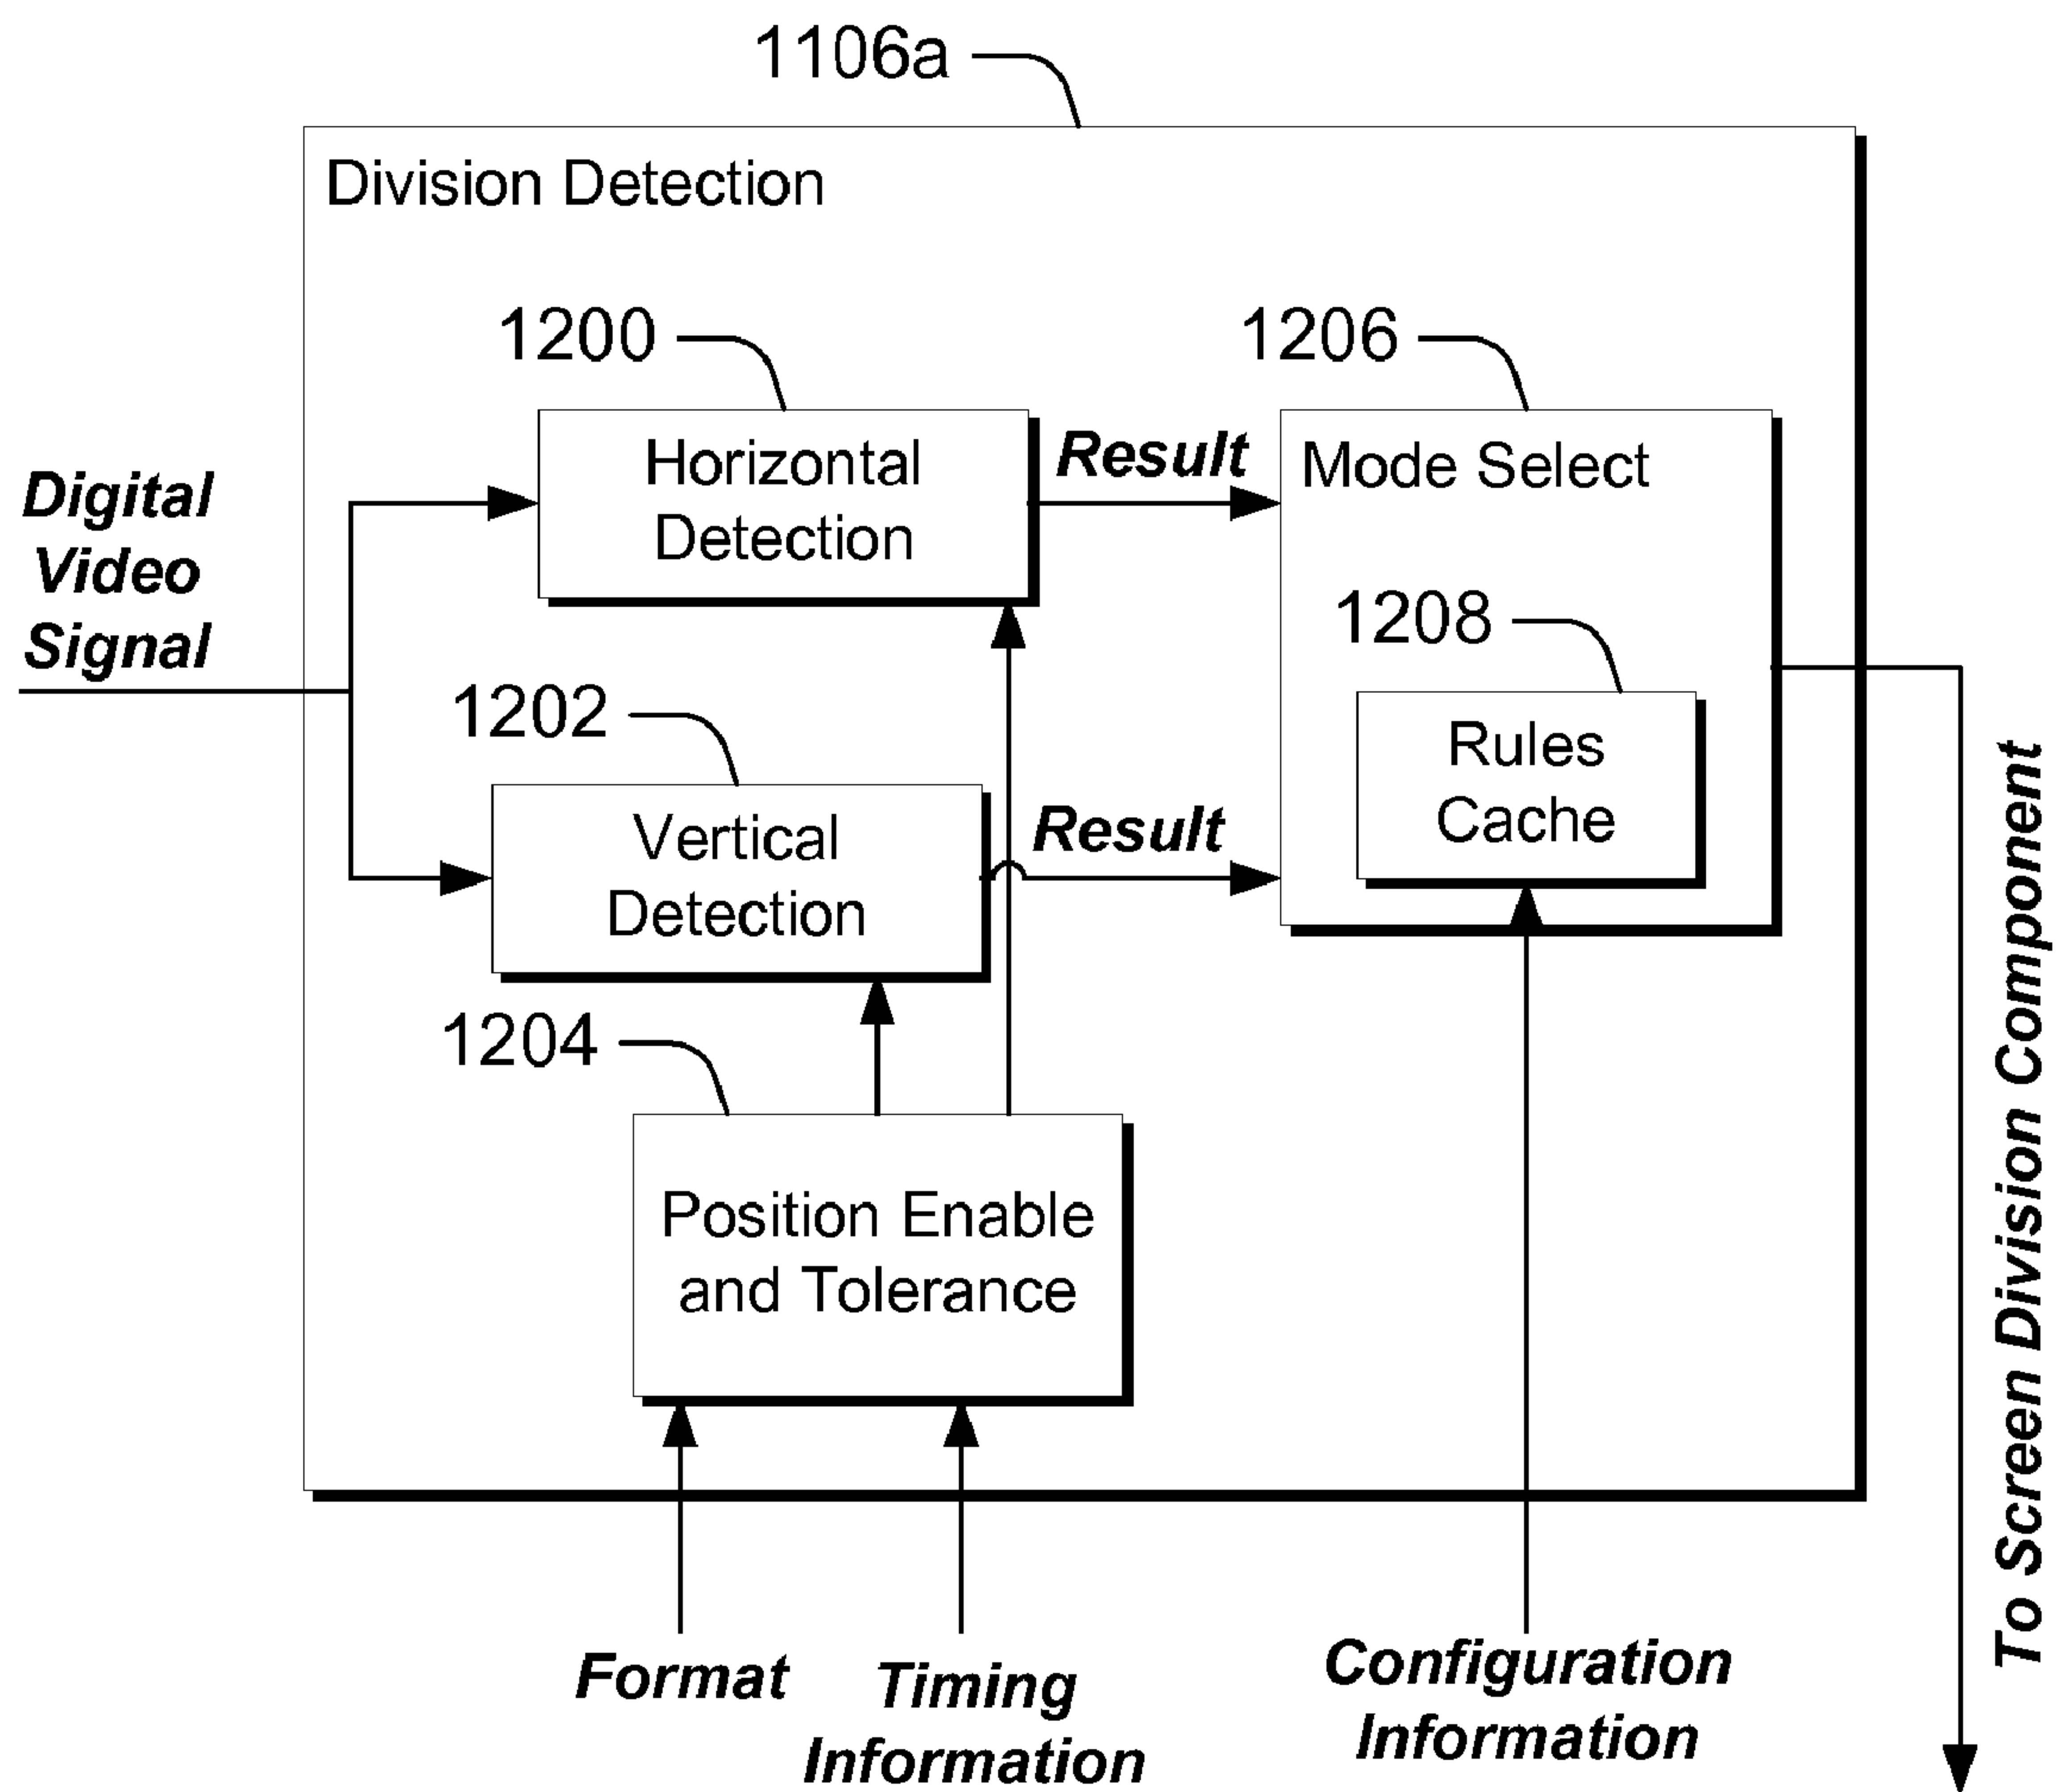 1106a
Division Detection
1200
1206
Horizontal
Detection
Result
Mode Select
Digital
Video
Signal
1208
1202
Rules
Cache
Vertical
Detection
Result
1204
Position Enable
and Tolerance
To Screen Division Component
Format
Timing
Information
Configuration
Information